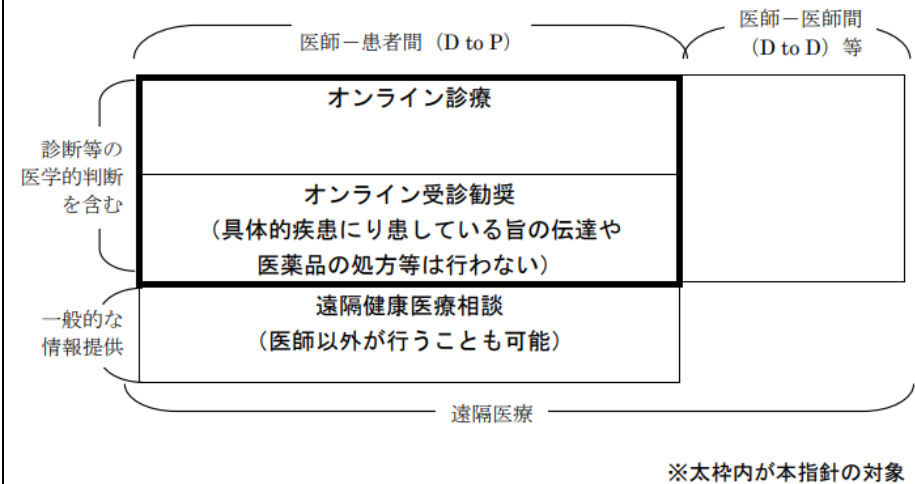 医師－患者間（D to P）
医師－医師間
（D to D）等
診断等の
医学的判断
を含む
オンライン診療
オンライン受診勧奨
（具体的疾患にり患している旨の伝達や
医薬品の処方等は行わない）
一般的な
情報提供
遠隔健康医療相談
（医師以外が行うことも可能）
遠隔医療
※太枠内が本指針の対象